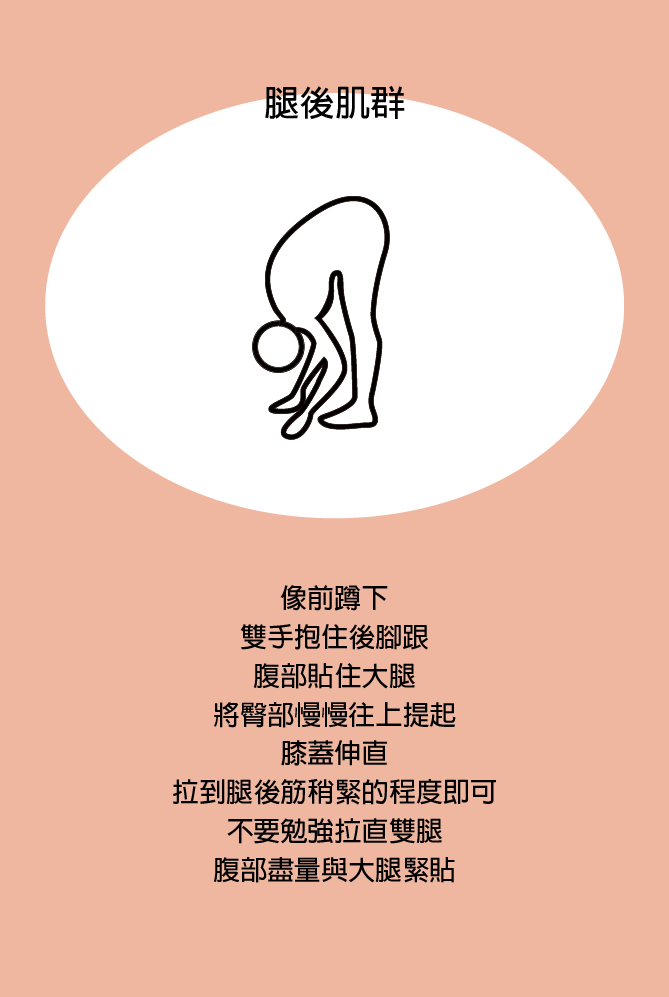 腿後肌群
像前蹲下
雙手抱住後腳跟
腹部貼住大腿
將臀部慢慢往上提起
膝蓋伸直
拉到腿後筋稍緊的程度即可
不要勉強拉直雙腿
腹部盡量與大腿緊貼